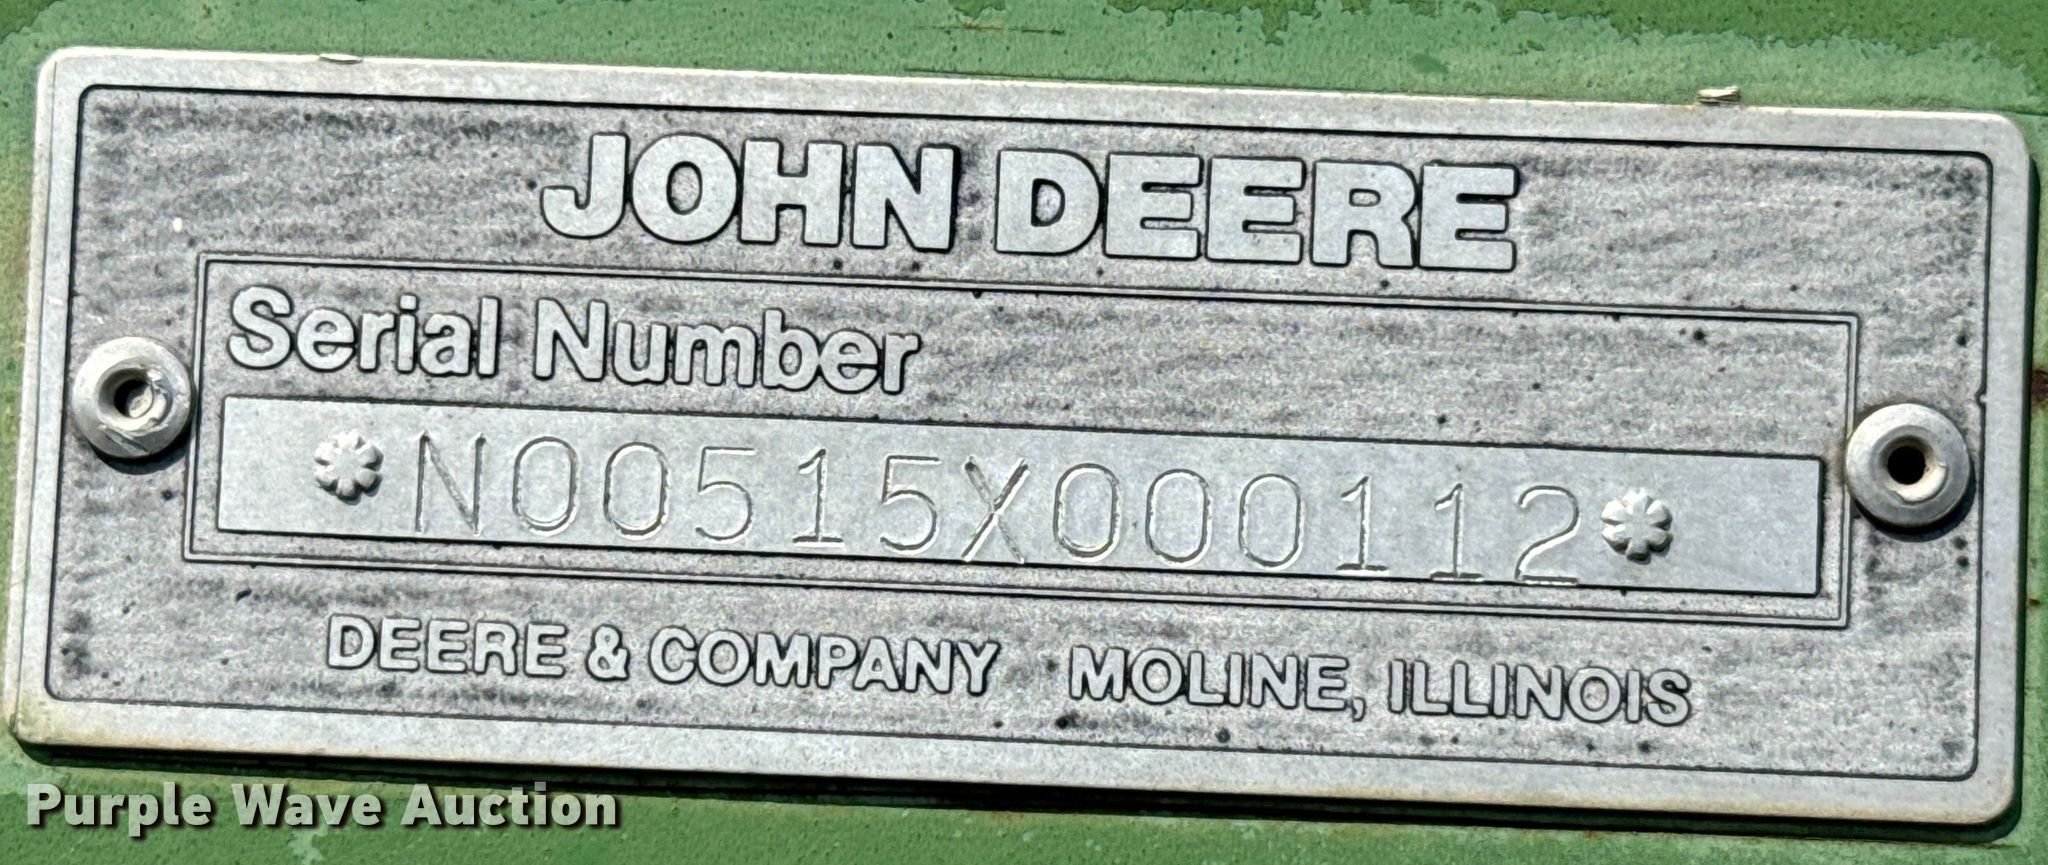 JOHN DEERE
Serial Number
*N00515X000112*
DEERE & COMPANY MOLINE, ILLINOIS
Purple Wave Auction